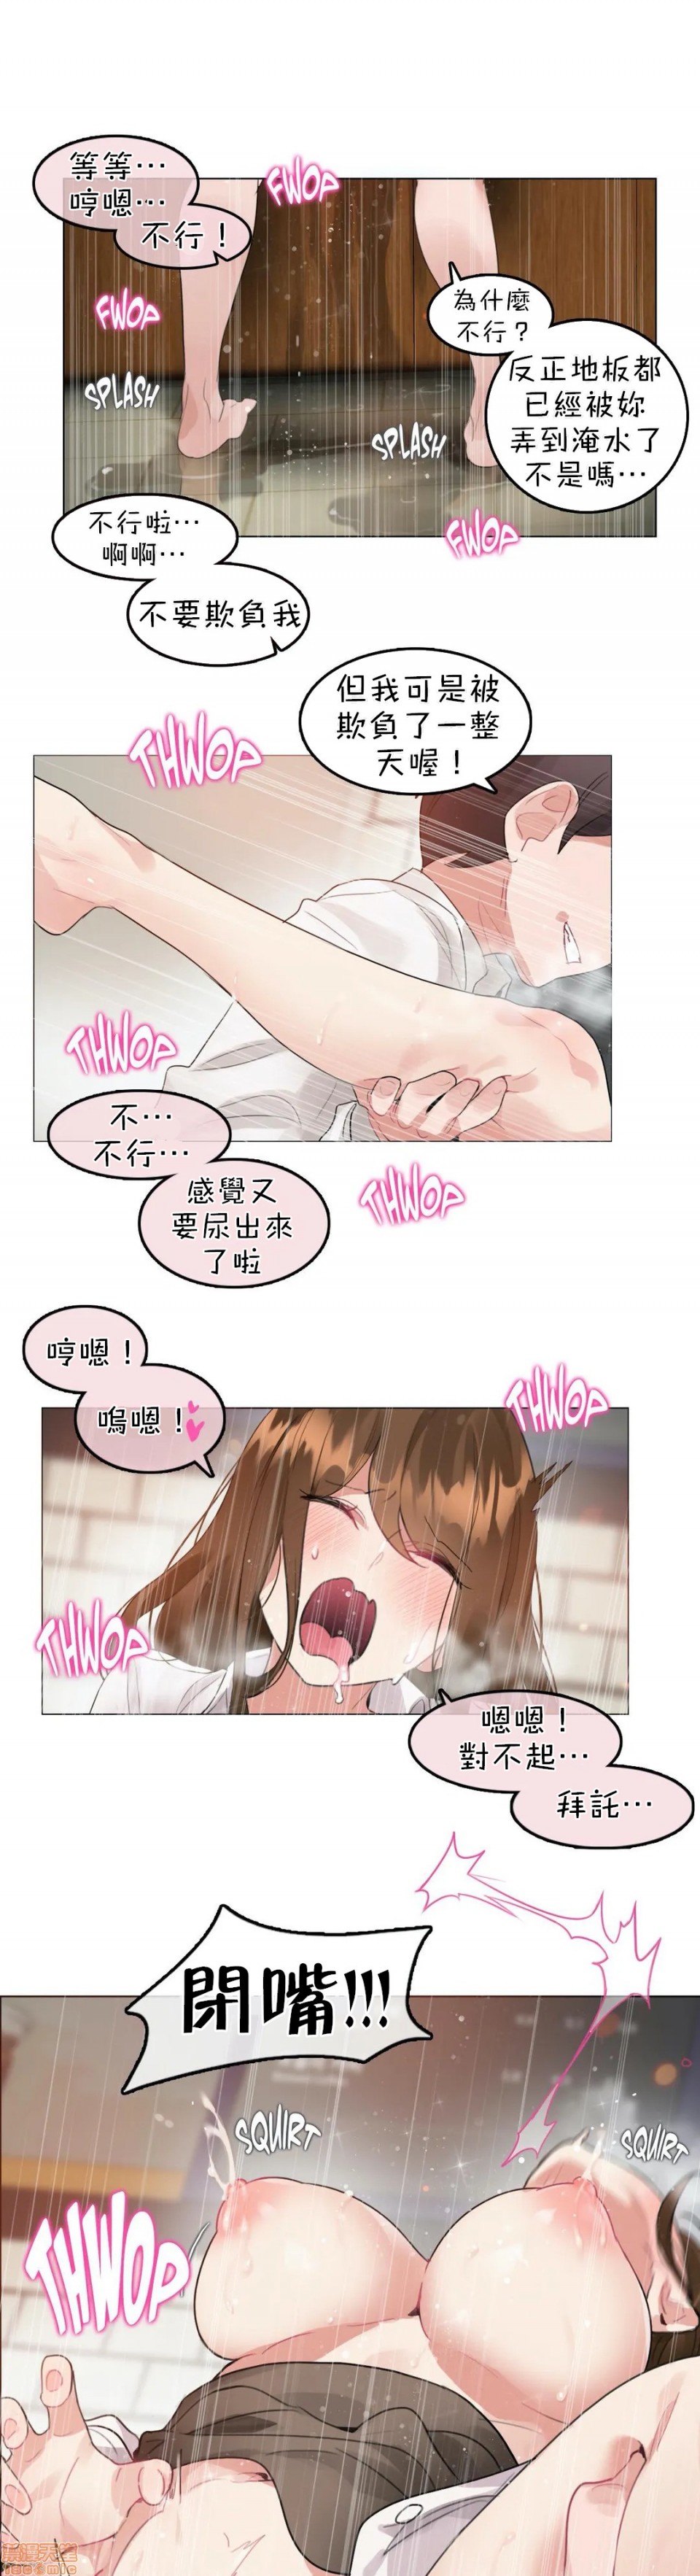 等等…
哼嗯…
不行！
FWOP
FWOP
為什麼
不行？
反正地板都
已經被妳
弄到淹水了
不是嗎…
SPLASH
SPLASH
FWOP
不行啦…
啊啊…
不要欺負我
但我可是被
欺負了一整
天喔！
THWOP
THWOP
不…
不行…
感覺又
要尿出來
了啦
THWOP
哼嗯！
嗚嗯！
THWOP
THWOP
嗯嗯！
對不起…
拜託…
閉嘴!!!
SQUIRT
SQUIRT
THWOP